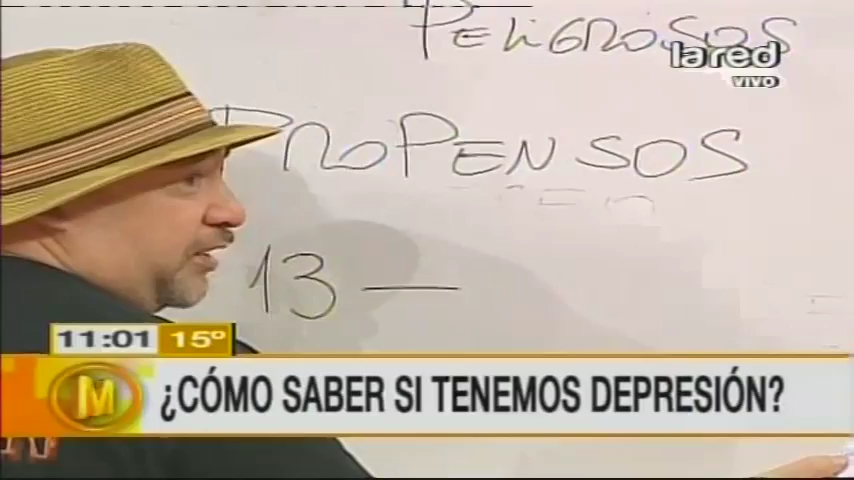 PELIGROSOS
lared
VIVO
PROPENSOS
13 —
11:01 15º
M ¿CÓMO SABER SI TENEMOS DEPRESIÓN?